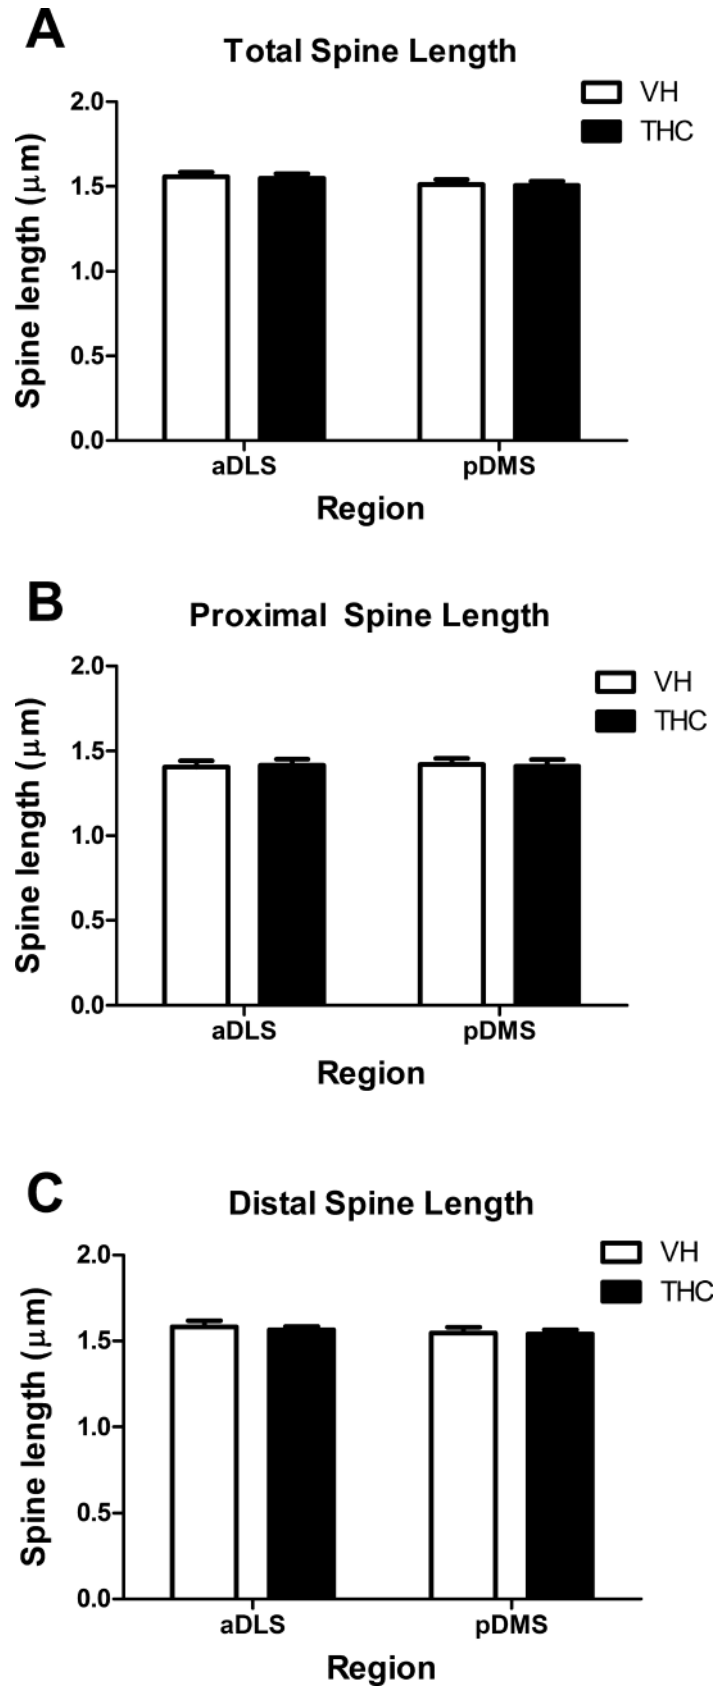 A
Total Spine Length
VH
THC
Spine length (μm)
2.0
1.5
1.0
0.5
0.0
aDLS pDMS
Region
B
Proximal Spine Length
VH
THC
Spine length (μm)
2.0
1.5
1.0
0.5
0.0
aDLS pDMS
Region
C
Distal Spine Length
VH
THC
Spine length (μm)
2.0
1.5
1.0
0.5
0.0
aDLS pDMS
Region